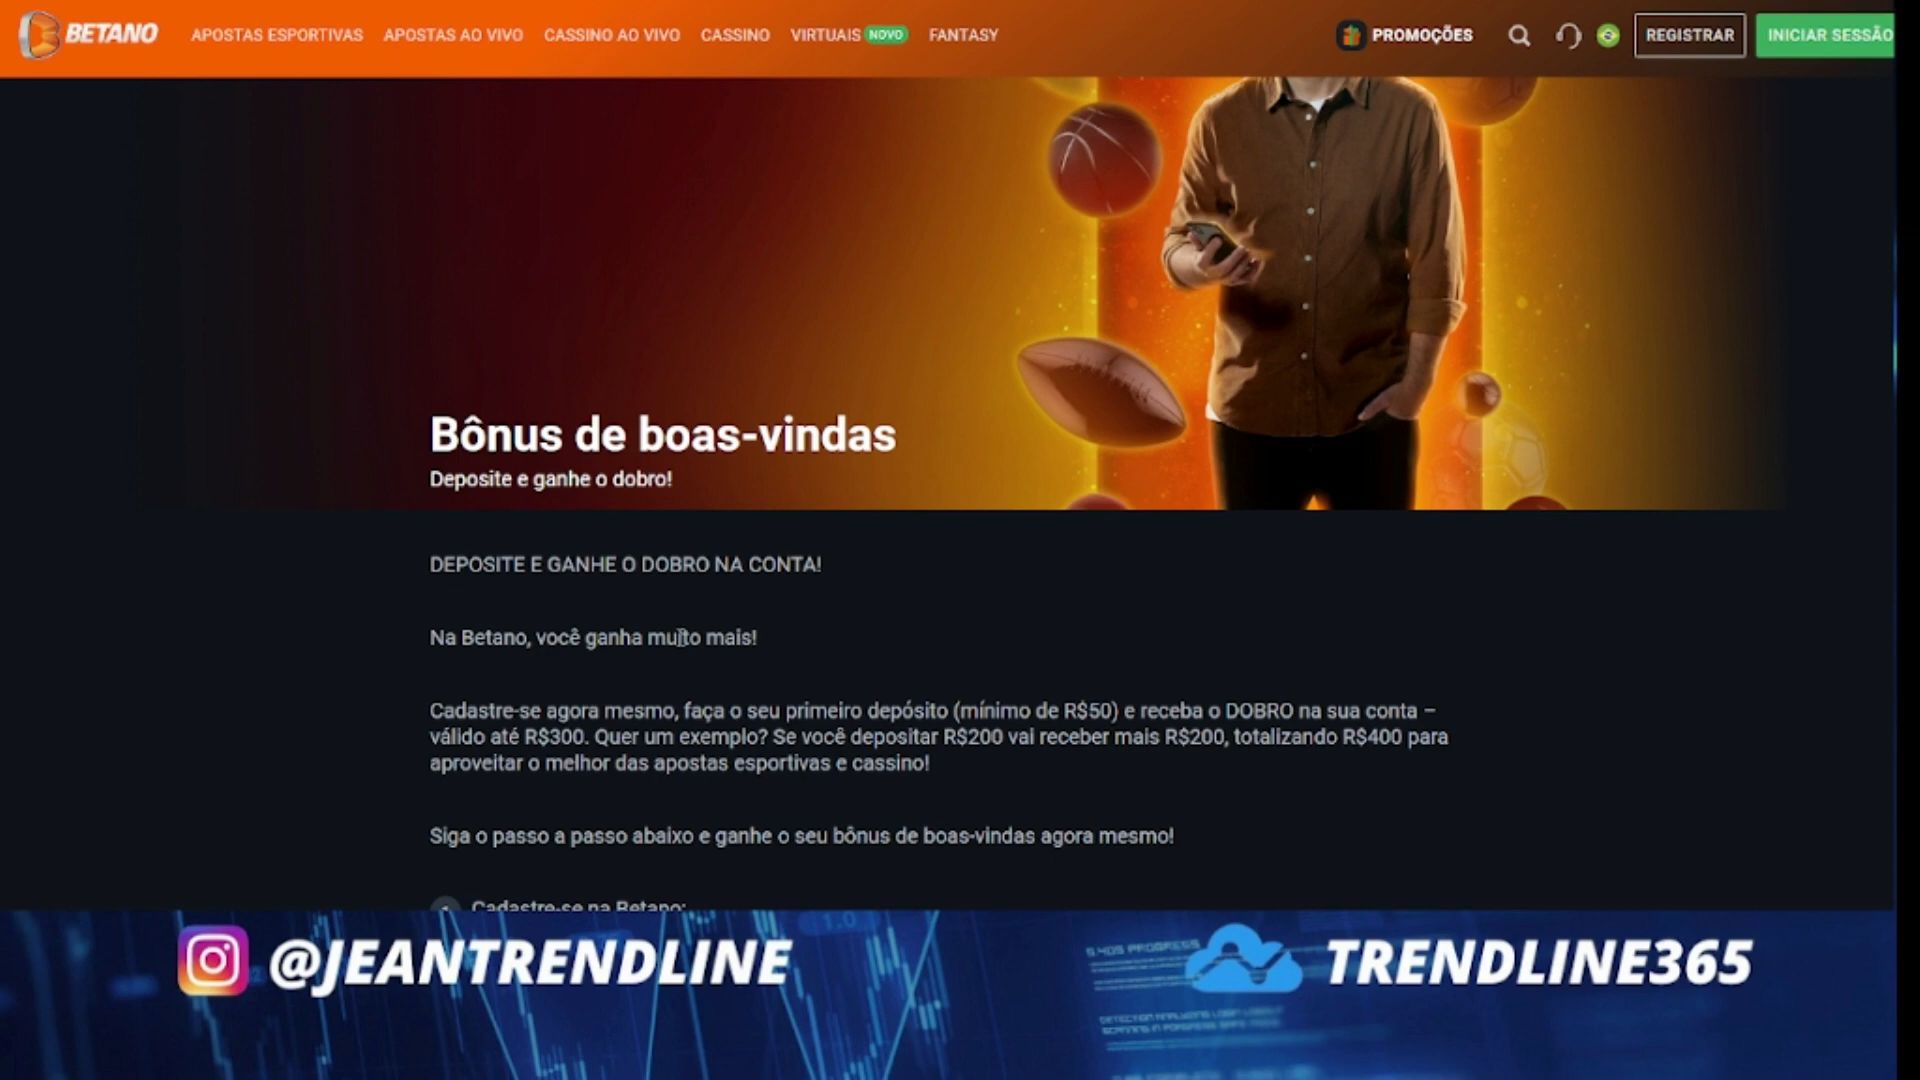 BETANO APOSTAS ESPORTIVAS APOSTAS AO VIVO CASSINO AO VIVO CASSINO VIRTUAIS NOVO FANTASY PROMOÇÕES REGISTRAR INICIAR SESSÃO
Bônus de boas-vindas
Deposite e ganhe o dobro!
DEPOSITE E GANHE O DOBRO NA CONTA!
Na Betano, você ganha muito mais!
Cadastre-se agora mesmo, faça o seu primeiro depósito (mínimo de R$50) e receba o DOBRO na sua conta –
válido até R$300. Quer um exemplo? Se você depositar R$200 vai receber mais R$200, totalizando R$400 para
aproveitar o melhor das apostas esportivas e cassino!
Siga o passo a passo abaixo e ganhe o seu bônus de boas-vindas agora mesmo!
Cadastre-se na Betano:
@JEANTRENDLINE TRENDLINE365